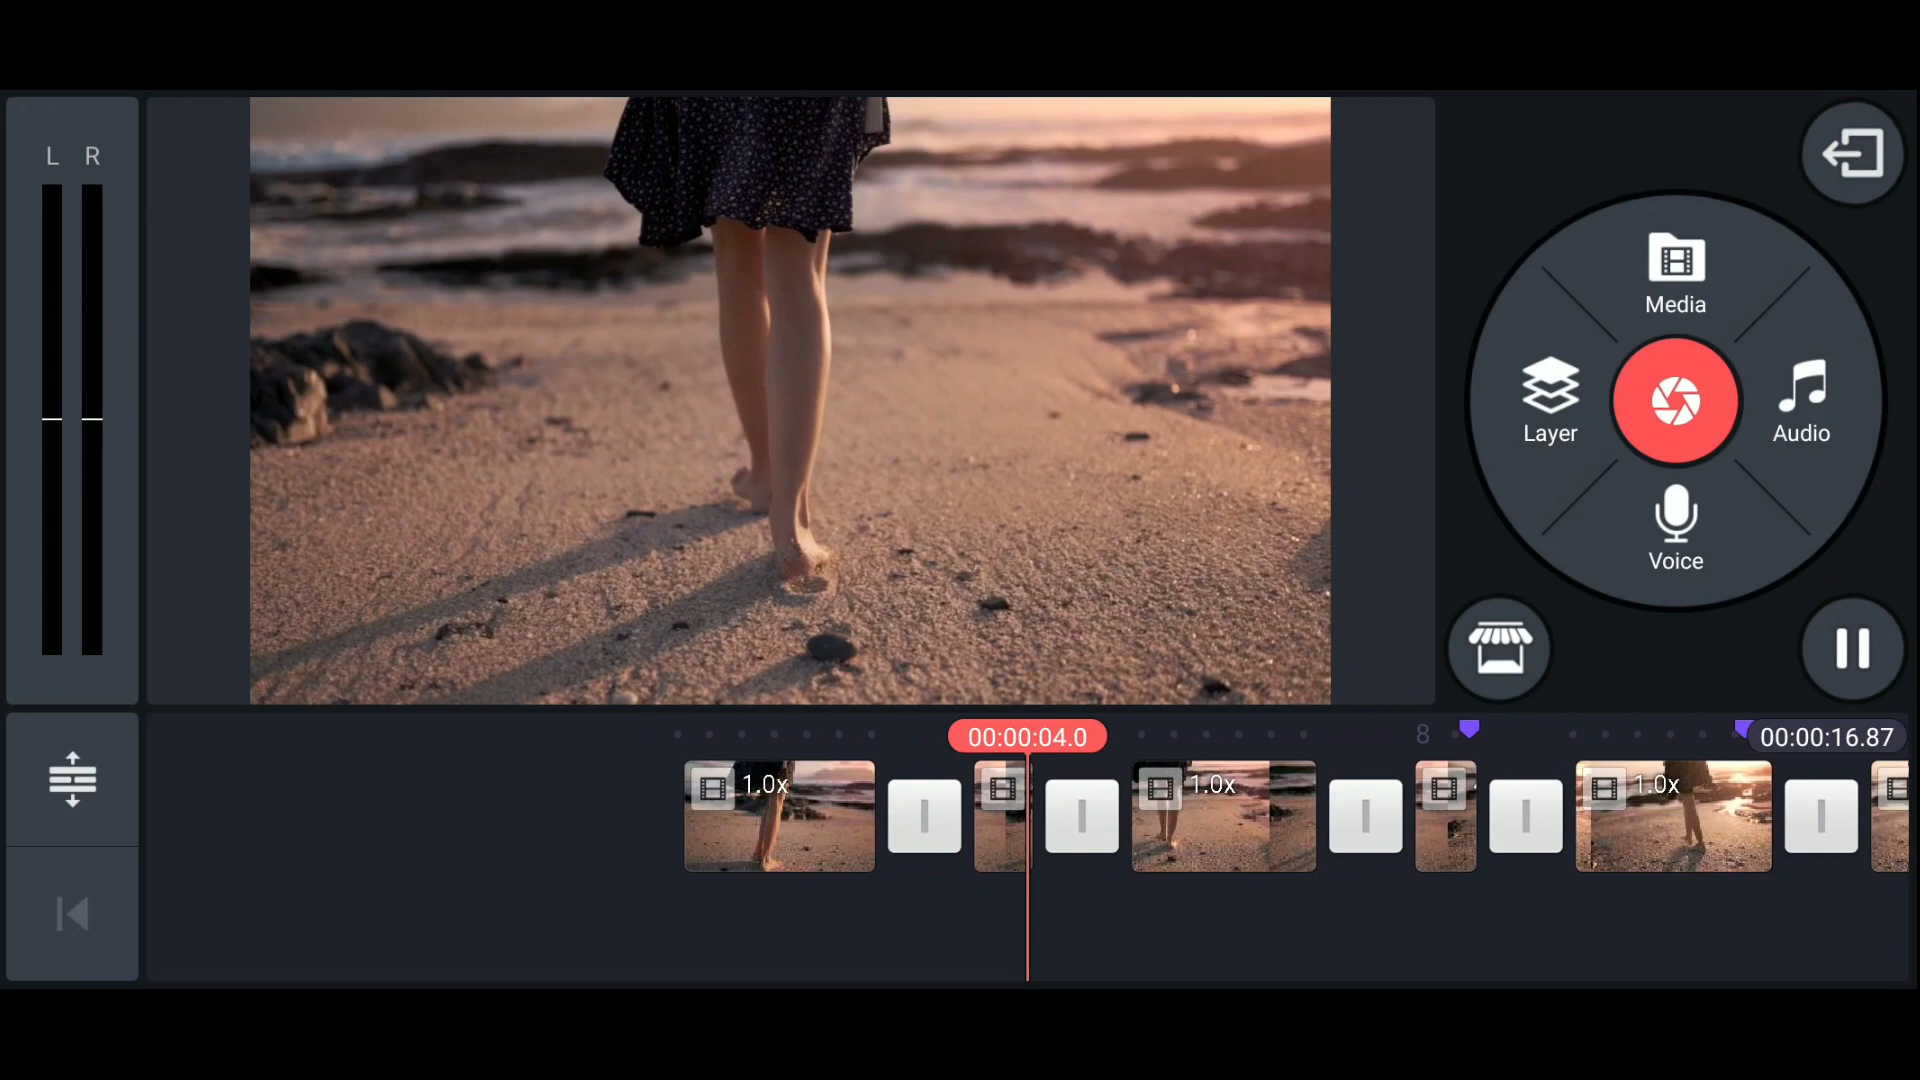 L R
Media
Layer
Audio
Voice
00:00:04.0
8
00:00:16.87
1.0x
1.0x
1.0x